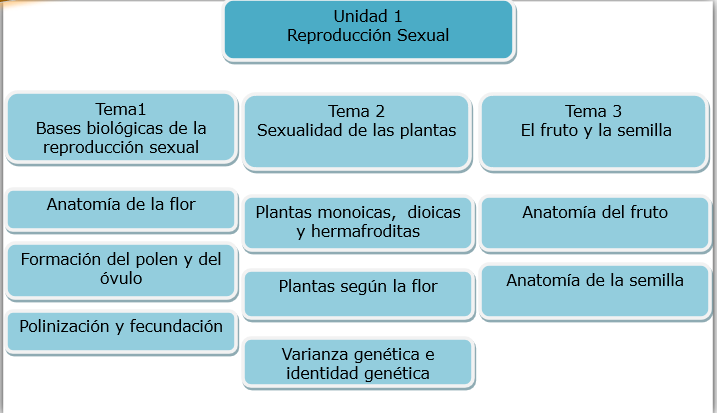 Unidad 1
Reproducción Sexual
Tema1
Bases biológicas de la
reproducción sexual
Anatomía de la flor
Formación del polen y del
óvulo
Polinización y fecundación
Tema 2
Sexualidad de las plantas
Plantas monoicas, dioicas
y hermafroditas
Plantas según la flor
Varianza genética e
identidad genética
Tema 3
El fruto y la semilla
Anatomía del fruto
Anatomía de la semilla